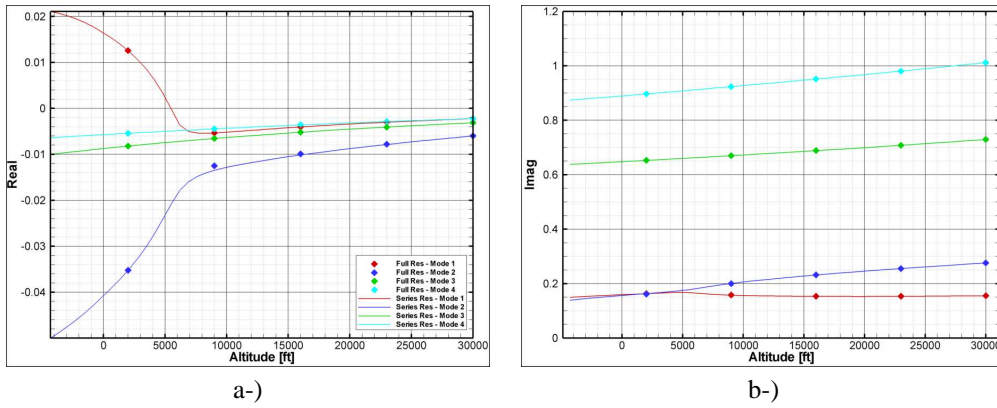 0.02
0.01
0
-0.01
-0.02
-0.03
-0.04
Real
0 5000 10000 15000 20000 25000 30000
Altitude [ft]
Full Res - Mode 1
Full Res - Mode 2
Full Res - Mode 3
Full Res - Mode 4
Series Res - Mode 1
Series Res - Mode 2
Series Res - Mode 3
Series Res - Mode 4
a-)
1.2
1
0.8
0.6
0.4
0.2
0
Imag
0 5000 10000 15000 20000 25000 30000
Altitude [ft]
b-)